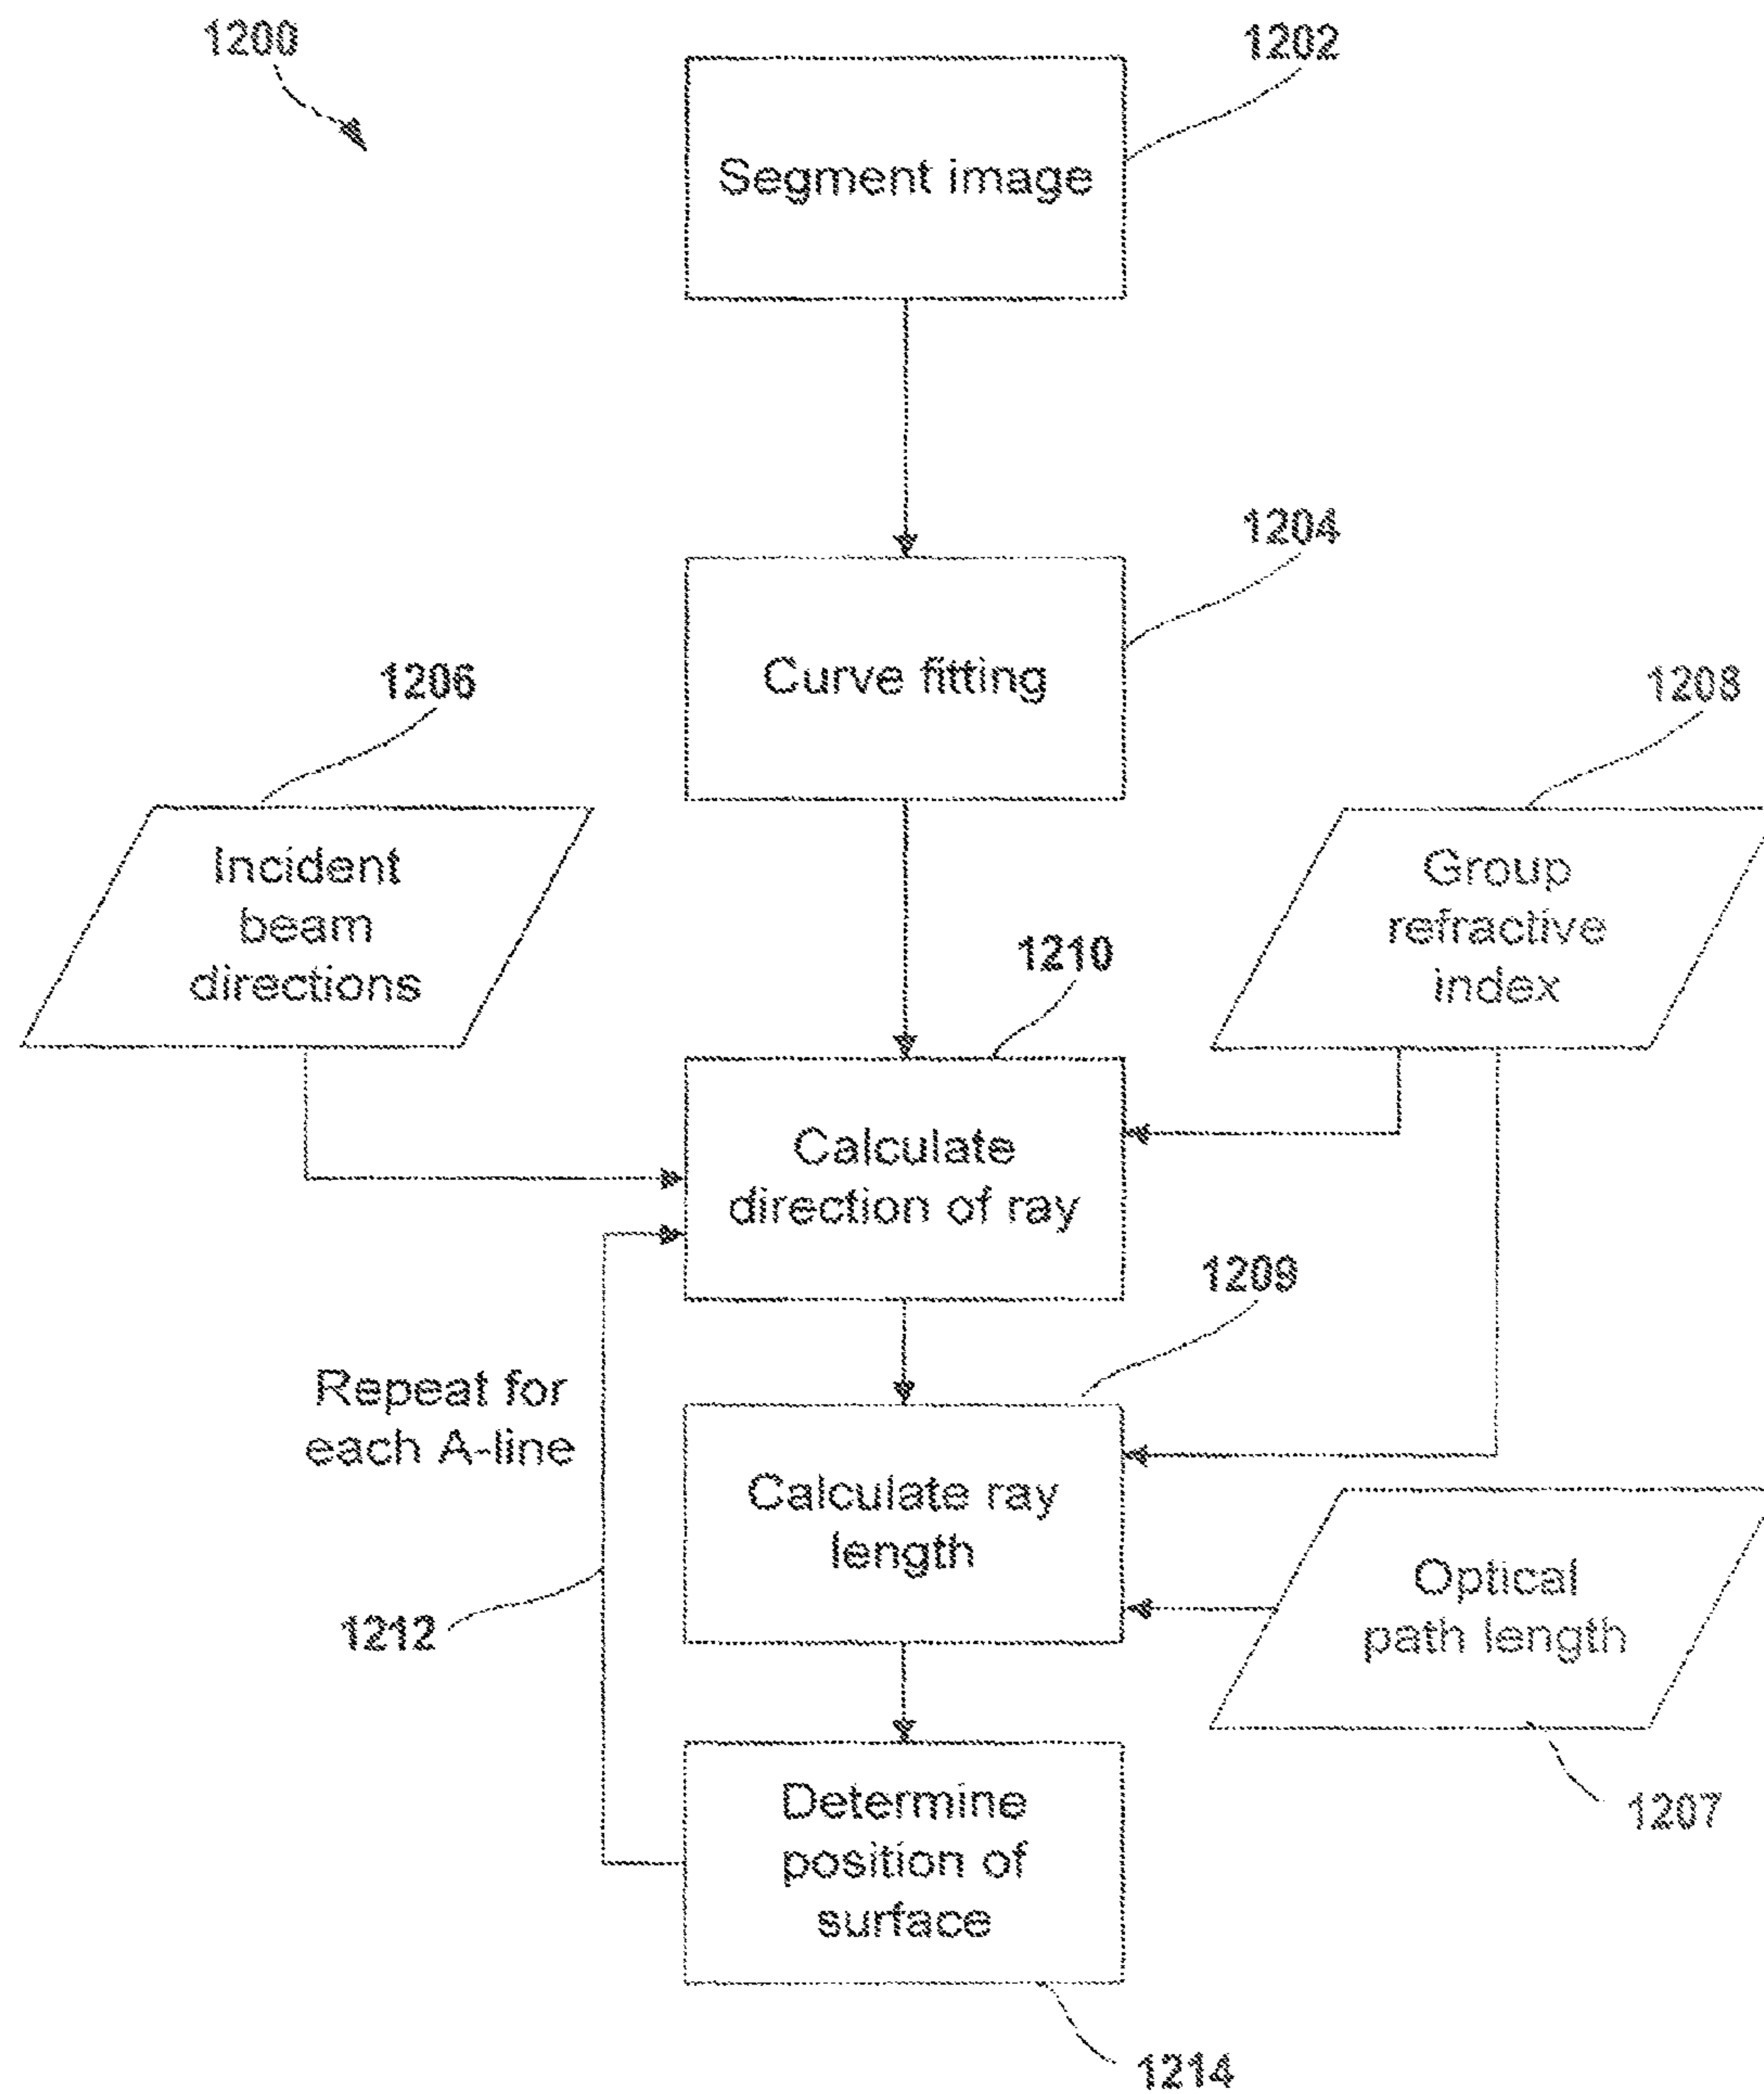 1200
1202
Segment image
1204
Curve fitting
1206
Incident
beam
directions
1208
Group
refractive
index
1210
Calculate
direction of ray
1209
Repeat for
each A-line
Calculate ray
length
1212
Optical
path length
1207
Determine
position of
surface
1214